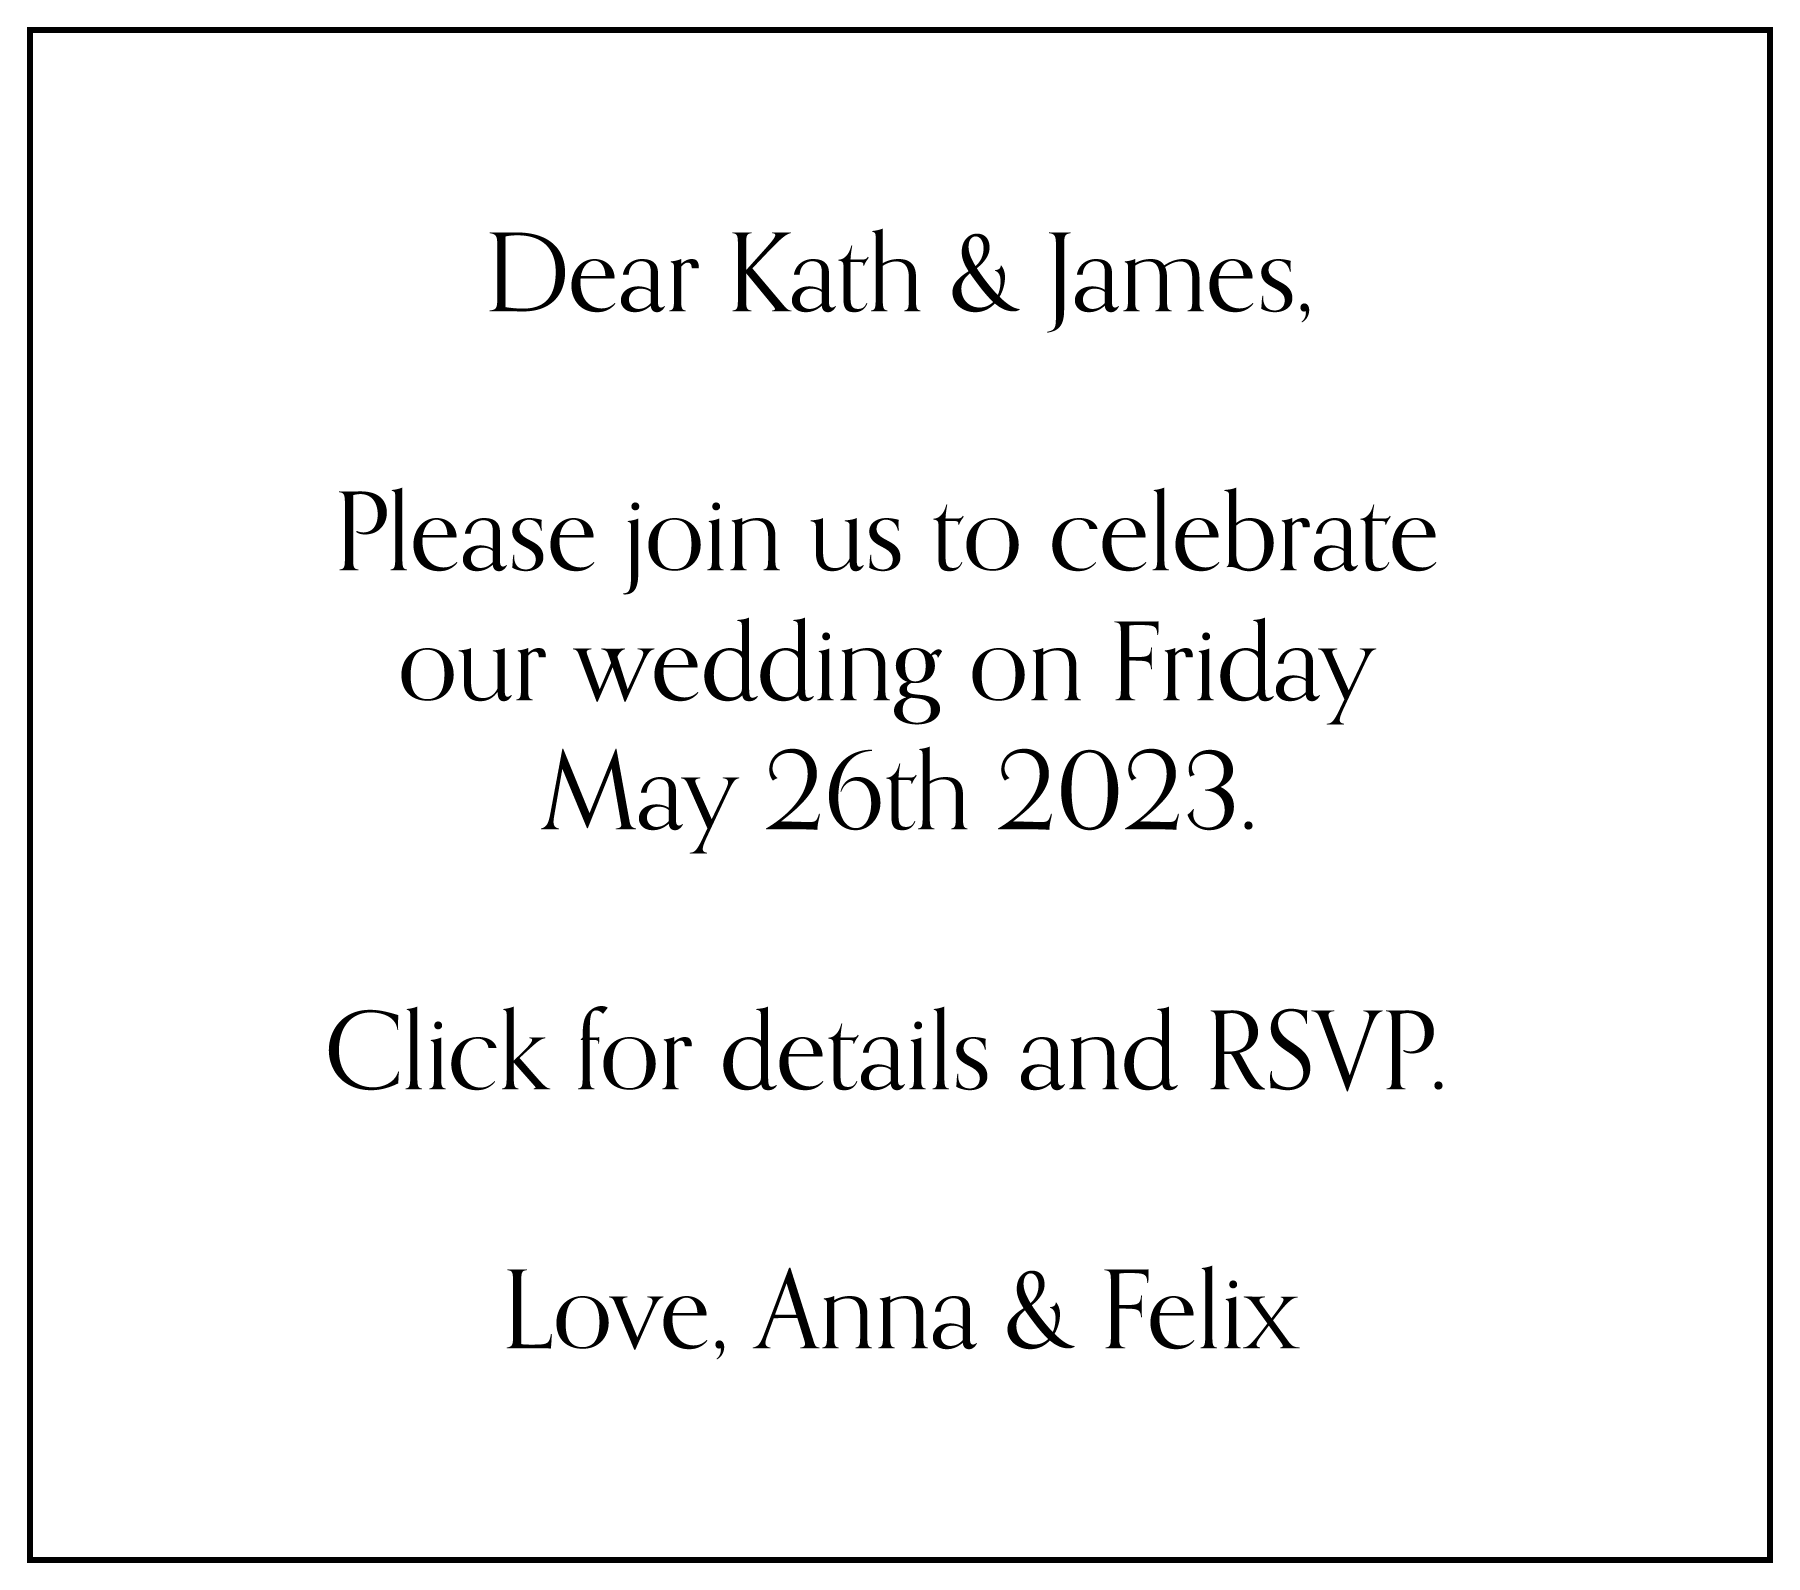 Dear Kath & James,
Please join us to celebrate
our wedding on Friday
May 26th 2023.
Click for details and RSVP.
Love, Anna & Felix